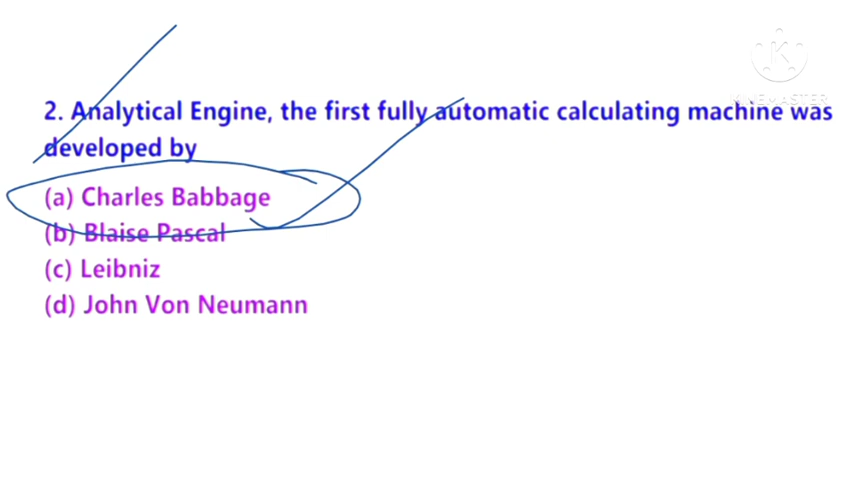 KINEMASTER
2. Analytical Engine, the first fully automatic calculating machine was
developed by
(a) Charles Babbage
(b) Blaise Pascal
(c) Leibniz
(d) John Von Neumann